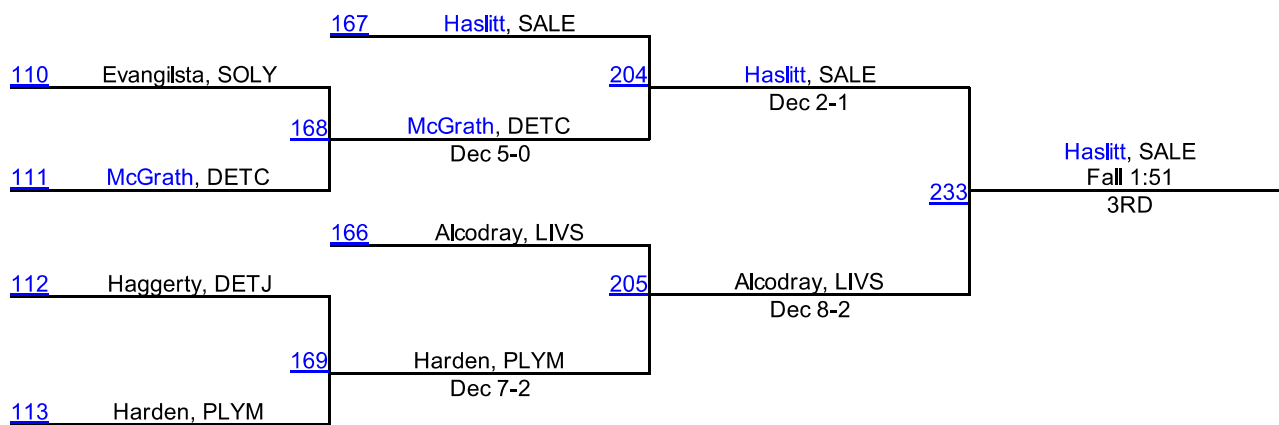 167 Haslitt, SALE
110 Evangilsta, SOLY
204 Haslitt, SALE
Dec 2-1
168 McGrath, DETC
Dec 5-0
111 McGrath, DETC
Haslitt, SALE
Fall 1:51
233
3RD
166 Alcodray, LIVS
112 Haggerty, DETJ
205 Alcodray, LIVS
Dec 8-2
169 Harden, PLYM
Dec 7-2
113 Harden, PLYM